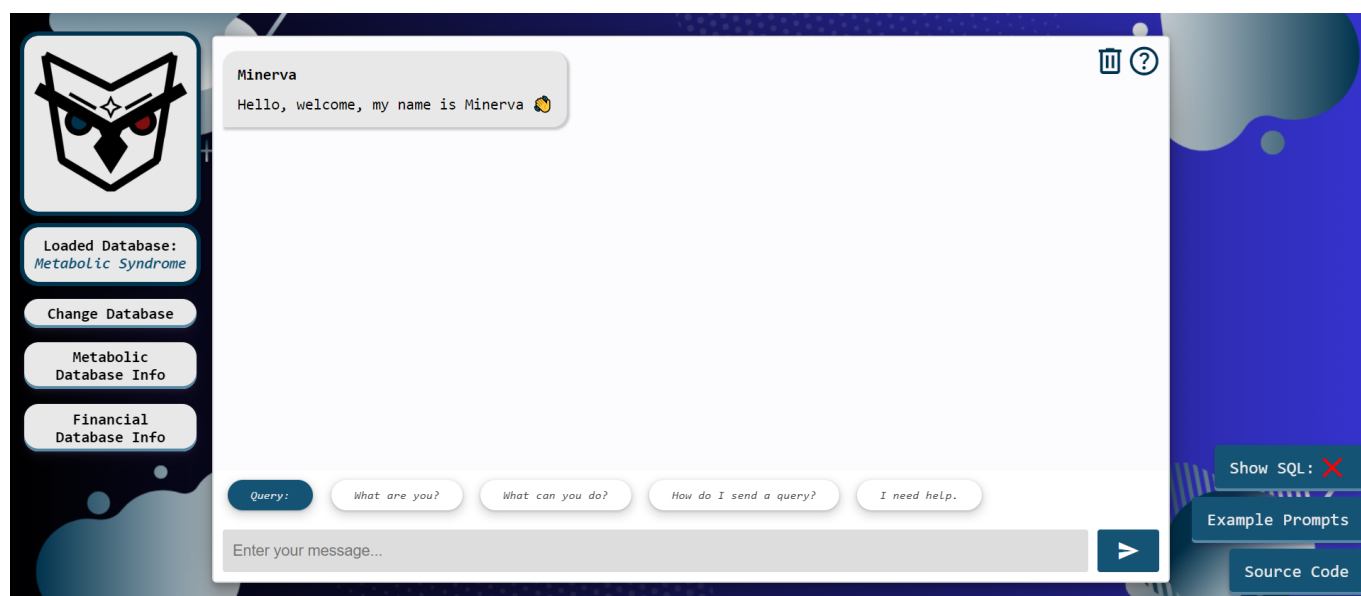 Minerva
Hello, welcome, my name is Minerva 👋
Loaded Database:
Metabolic Syndrome
Change Database
Metabolic
Database Info
Financial
Database Info
Query:
What are you?
What can you do?
How do I send a query?
I need help.
Enter your message...
Show SQL: ❌
Example Prompts
Source Code